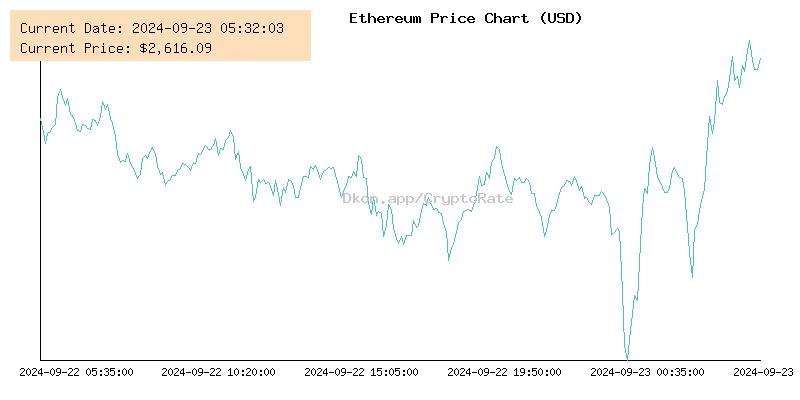 Ethereum Price Chart (USD)
Current Date: 2024-09-23 05:32:03
Current Price: $2,616.09
Dkon.app/CryptoRate
2024-09-22 05:35:00 2024-09-22 10:20:00 2024-09-22 15:05:00 2024-09-22 19:50:00 2024-09-23 00:35:00 2024-09-23